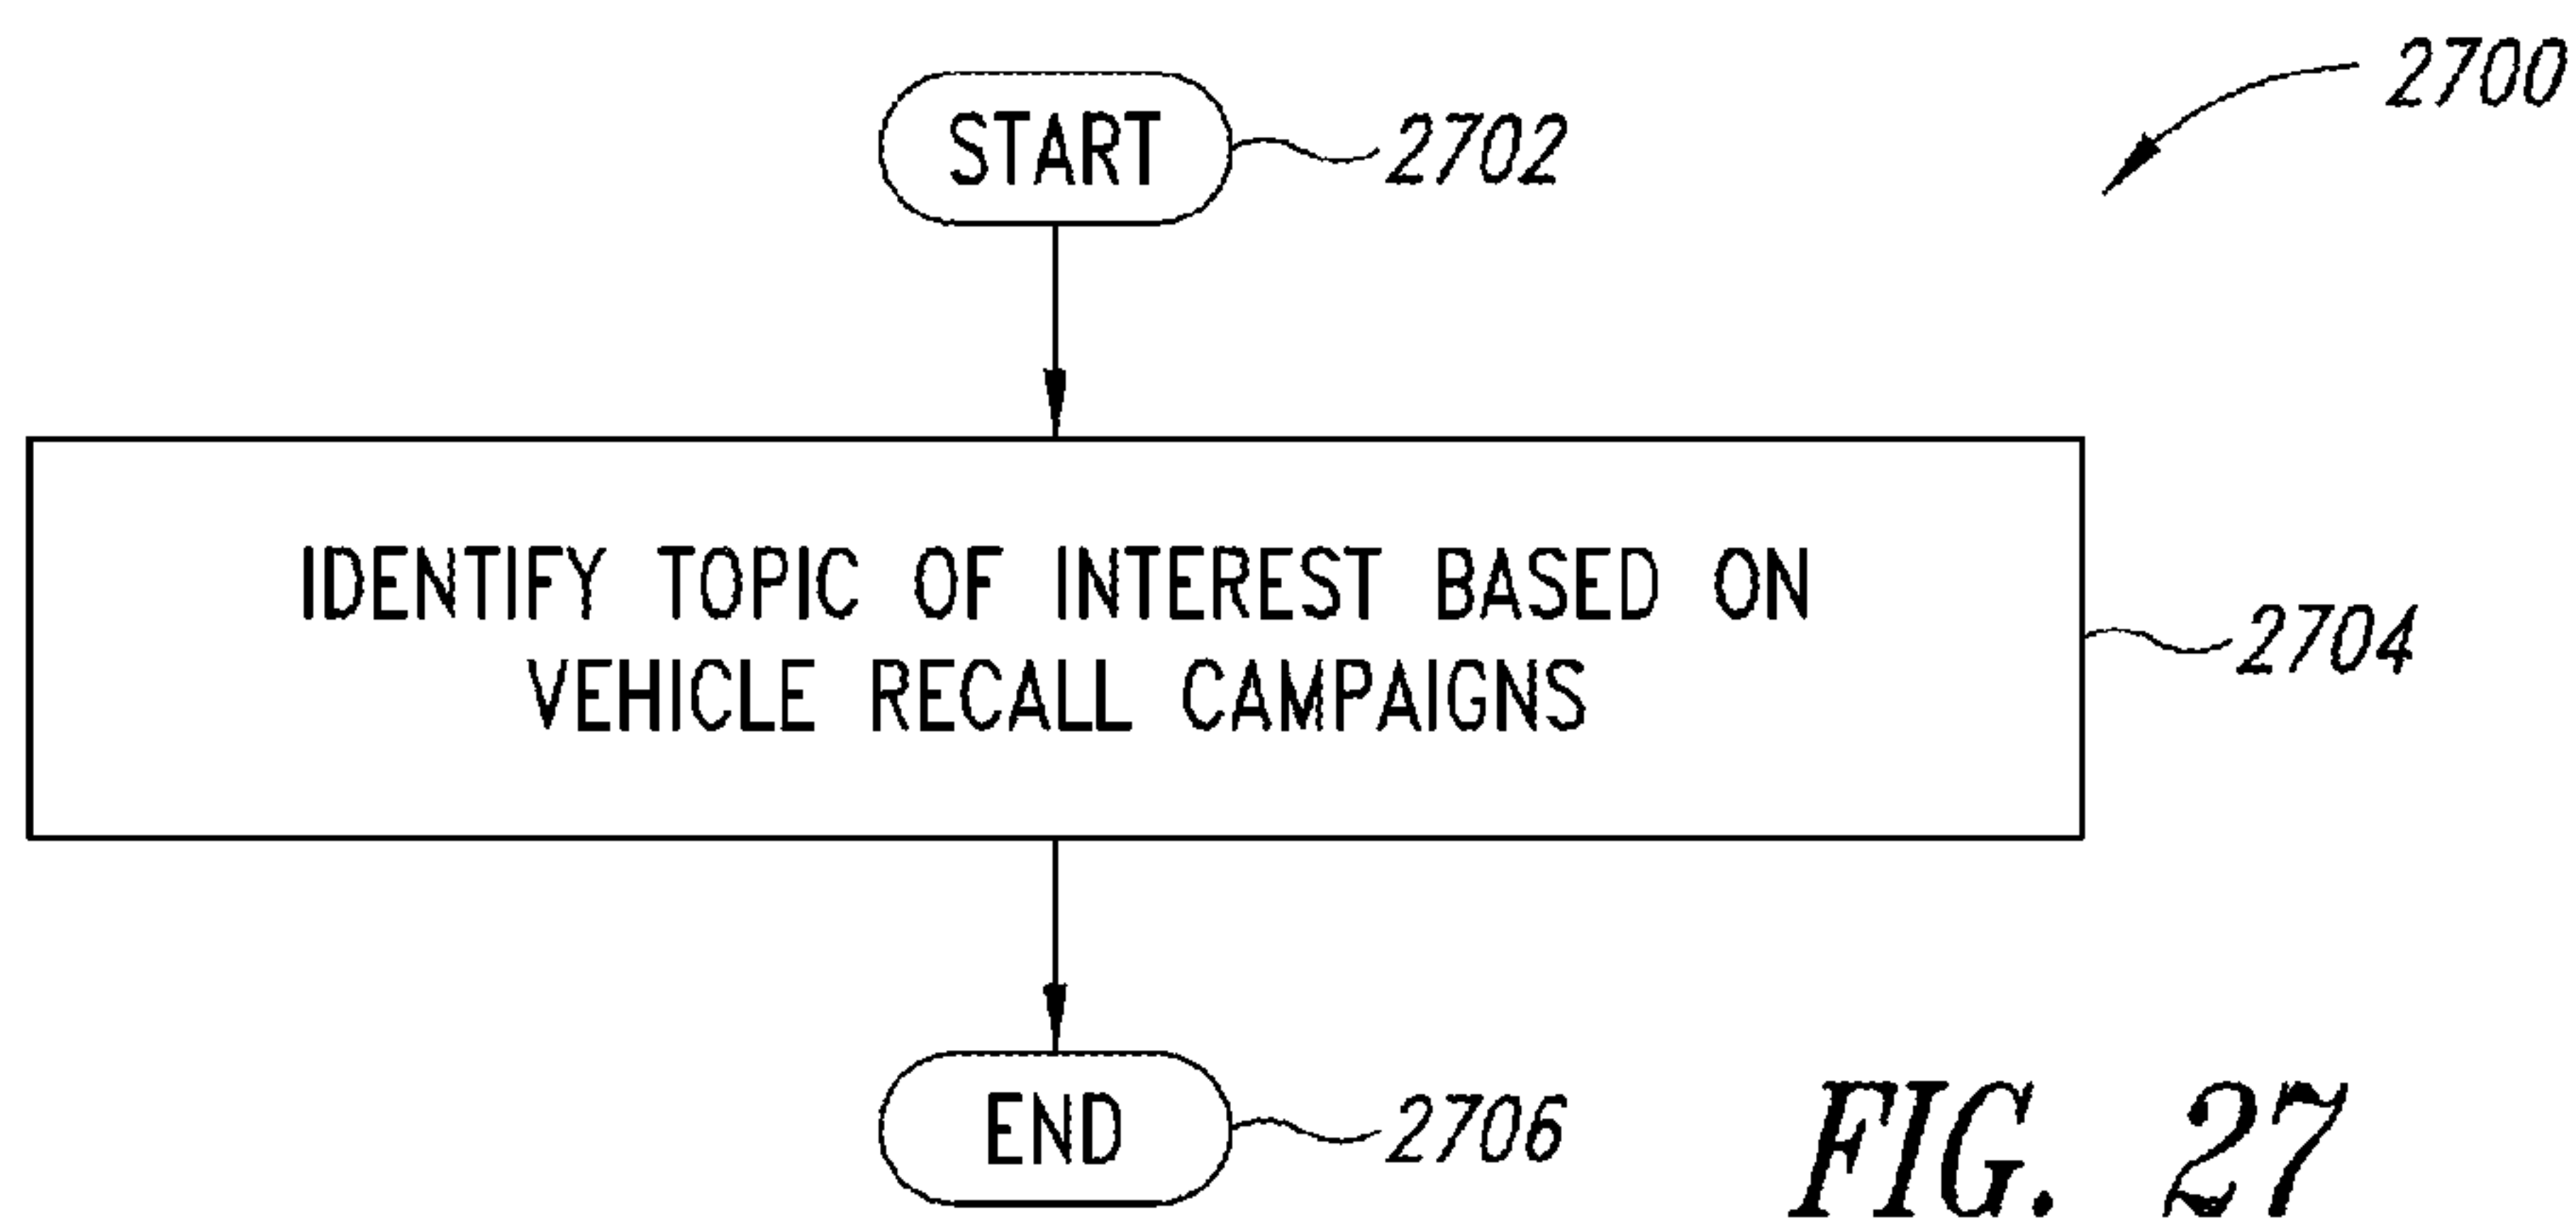 2700
START
2702
IDENTIFY TOPIC OF INTEREST BASED ON
VEHICLE RECALL CAMPAIGNS
2704
END
2706
FIG. 27